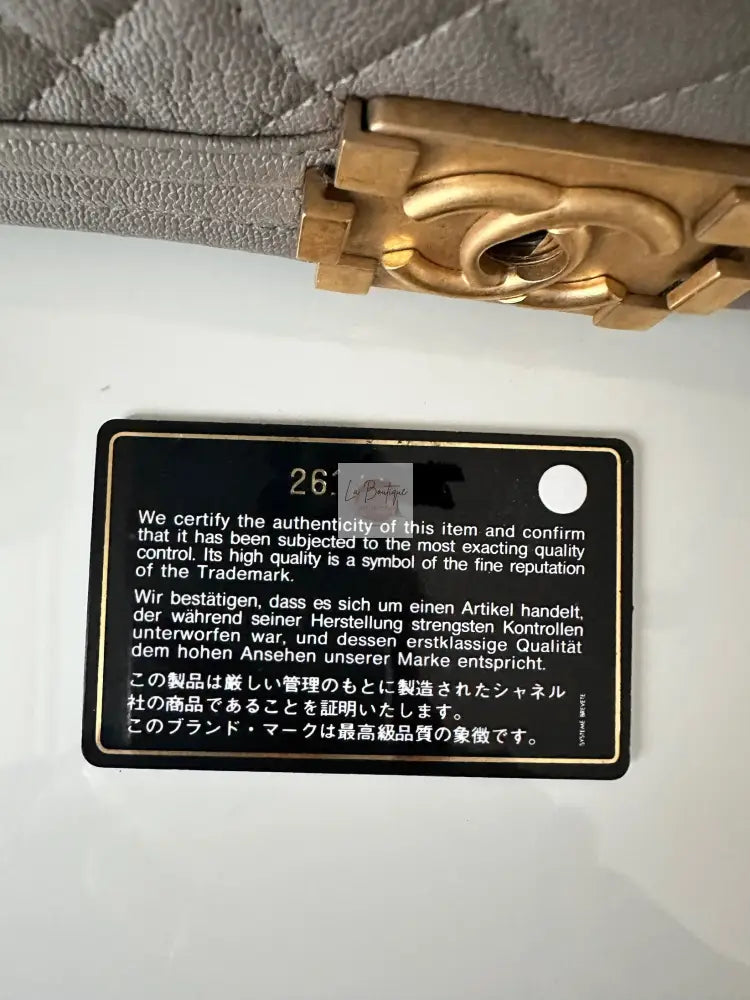 261
La Boutique
We certify the authenticity of this item and confirm
that it has been subjected to the most exacting quality
control. Its high quality is a symbol of the fine reputation
of the Trademark.
Wir bestätigen, dass es sich um einen Artikel handelt,
der während seiner Herstellung strengsten Kontrollen
unterworfen war, und dessen erstklassige Qualität
dem hohen Ansehen unserer Marke entspricht.
この製品は厳しい管理のもとに製造されたシャネル
社の商品であることを証明いたします。
このブランド・マークは最高級品質の象徴です。
SYSTEME BREVETE